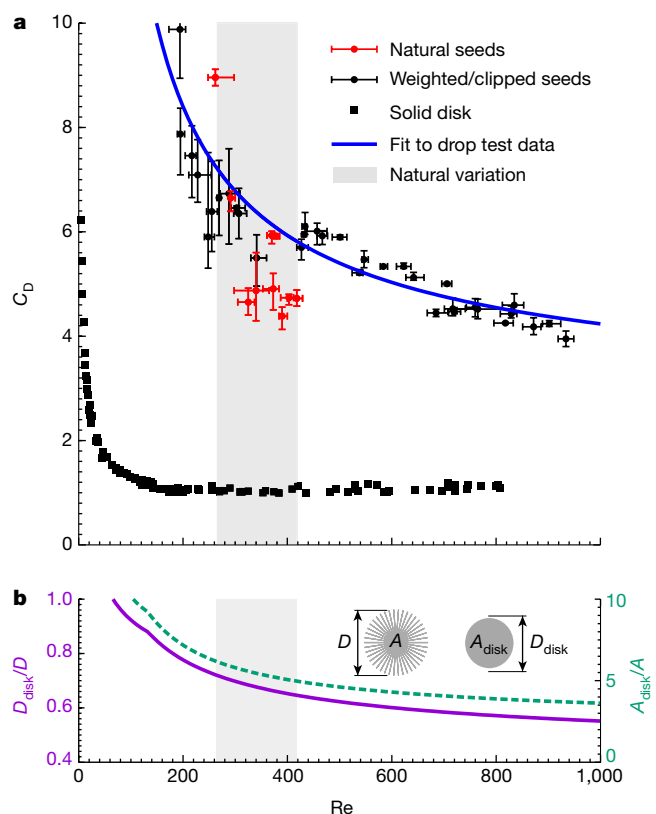 a
10
8
6
4
2
0
C_D
Natural seeds
Weighted/clipped seeds
Solid disk
Fit to drop test data
Natural variation
b
1.0
0.8
0.6
0.4
D_disk/D
D
A
A_disk
D_disk
10
5
0
A_disk/A
0 200 400 600 800 1,000
Re